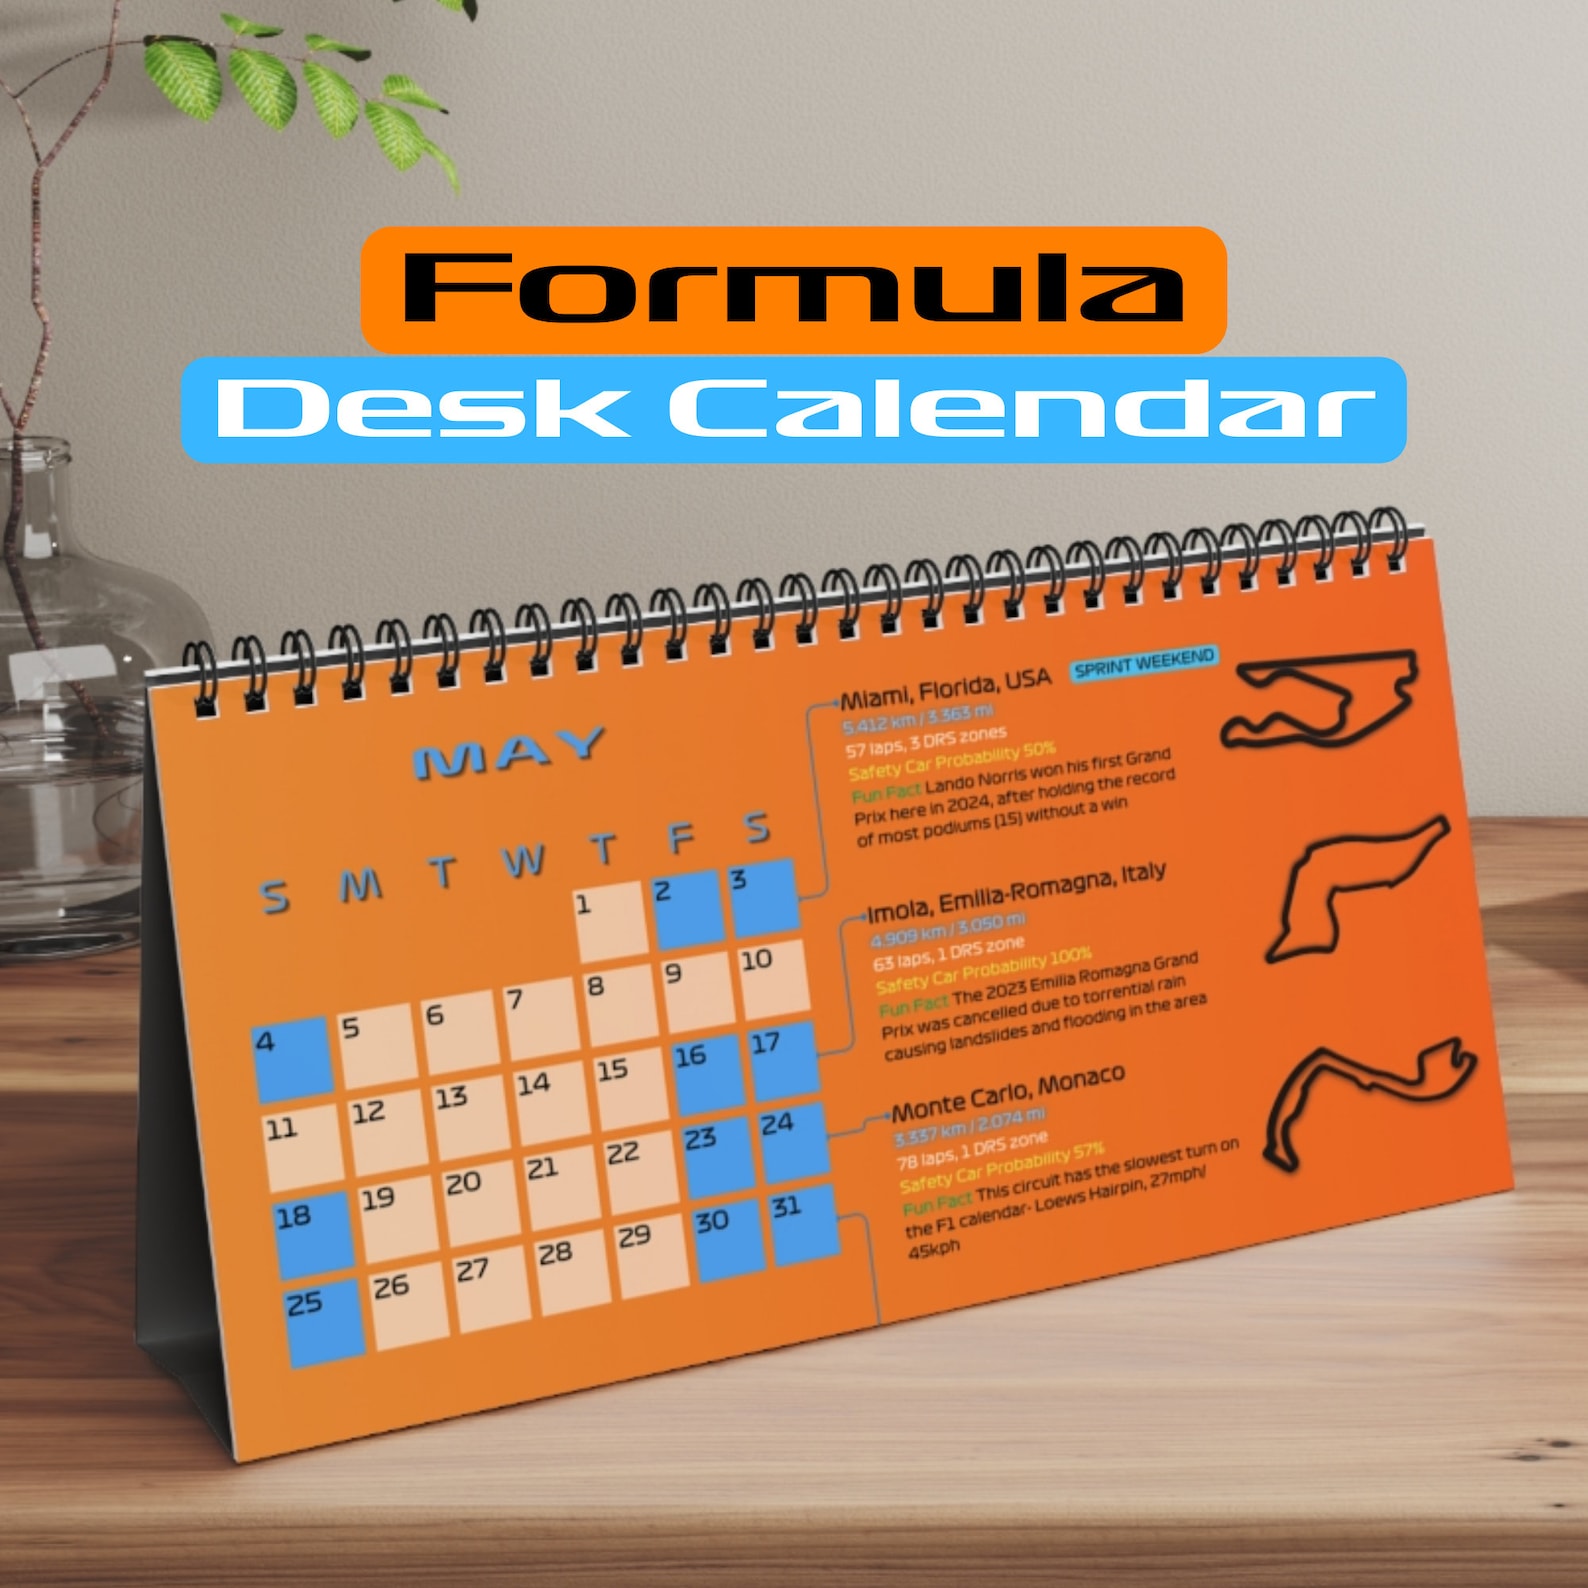 Formula
Desk Calendar
MAY
S M T W T F S
1 2 3
4 5 6 7 8 9 10
11 12 13 14 15 16 17
18 19 20 21 22 23 24
25 26 27 28 29 30 31
Miami, Florida, USA SPRINT WEEKEND
5.412 km / 3.363 mi
57 laps, 3 DRS zones
Safety Car Probability 50%
Fun Fact Lando Norris won his first Grand
Prix here in 2024, after holding the record
of most podiums (15) without a win
Imola, Emilia-Romagna, Italy
4.909 km / 3.050 mi
63 laps, 1 DRS zone
Safety Car Probability 100%
Fun Fact The 2023 Emilia Romagna Grand
Prix was cancelled due to torrential rain
causing landslides and flooding in the area
Monte Carlo, Monaco
3.337 km / 2.074 mi
78 laps, 1 DRS zone
Safety Car Probability 57%
Fun Fact This circuit has the slowest turn on
the F1 calendar- Loews Hairpin, 27mph/
45kph